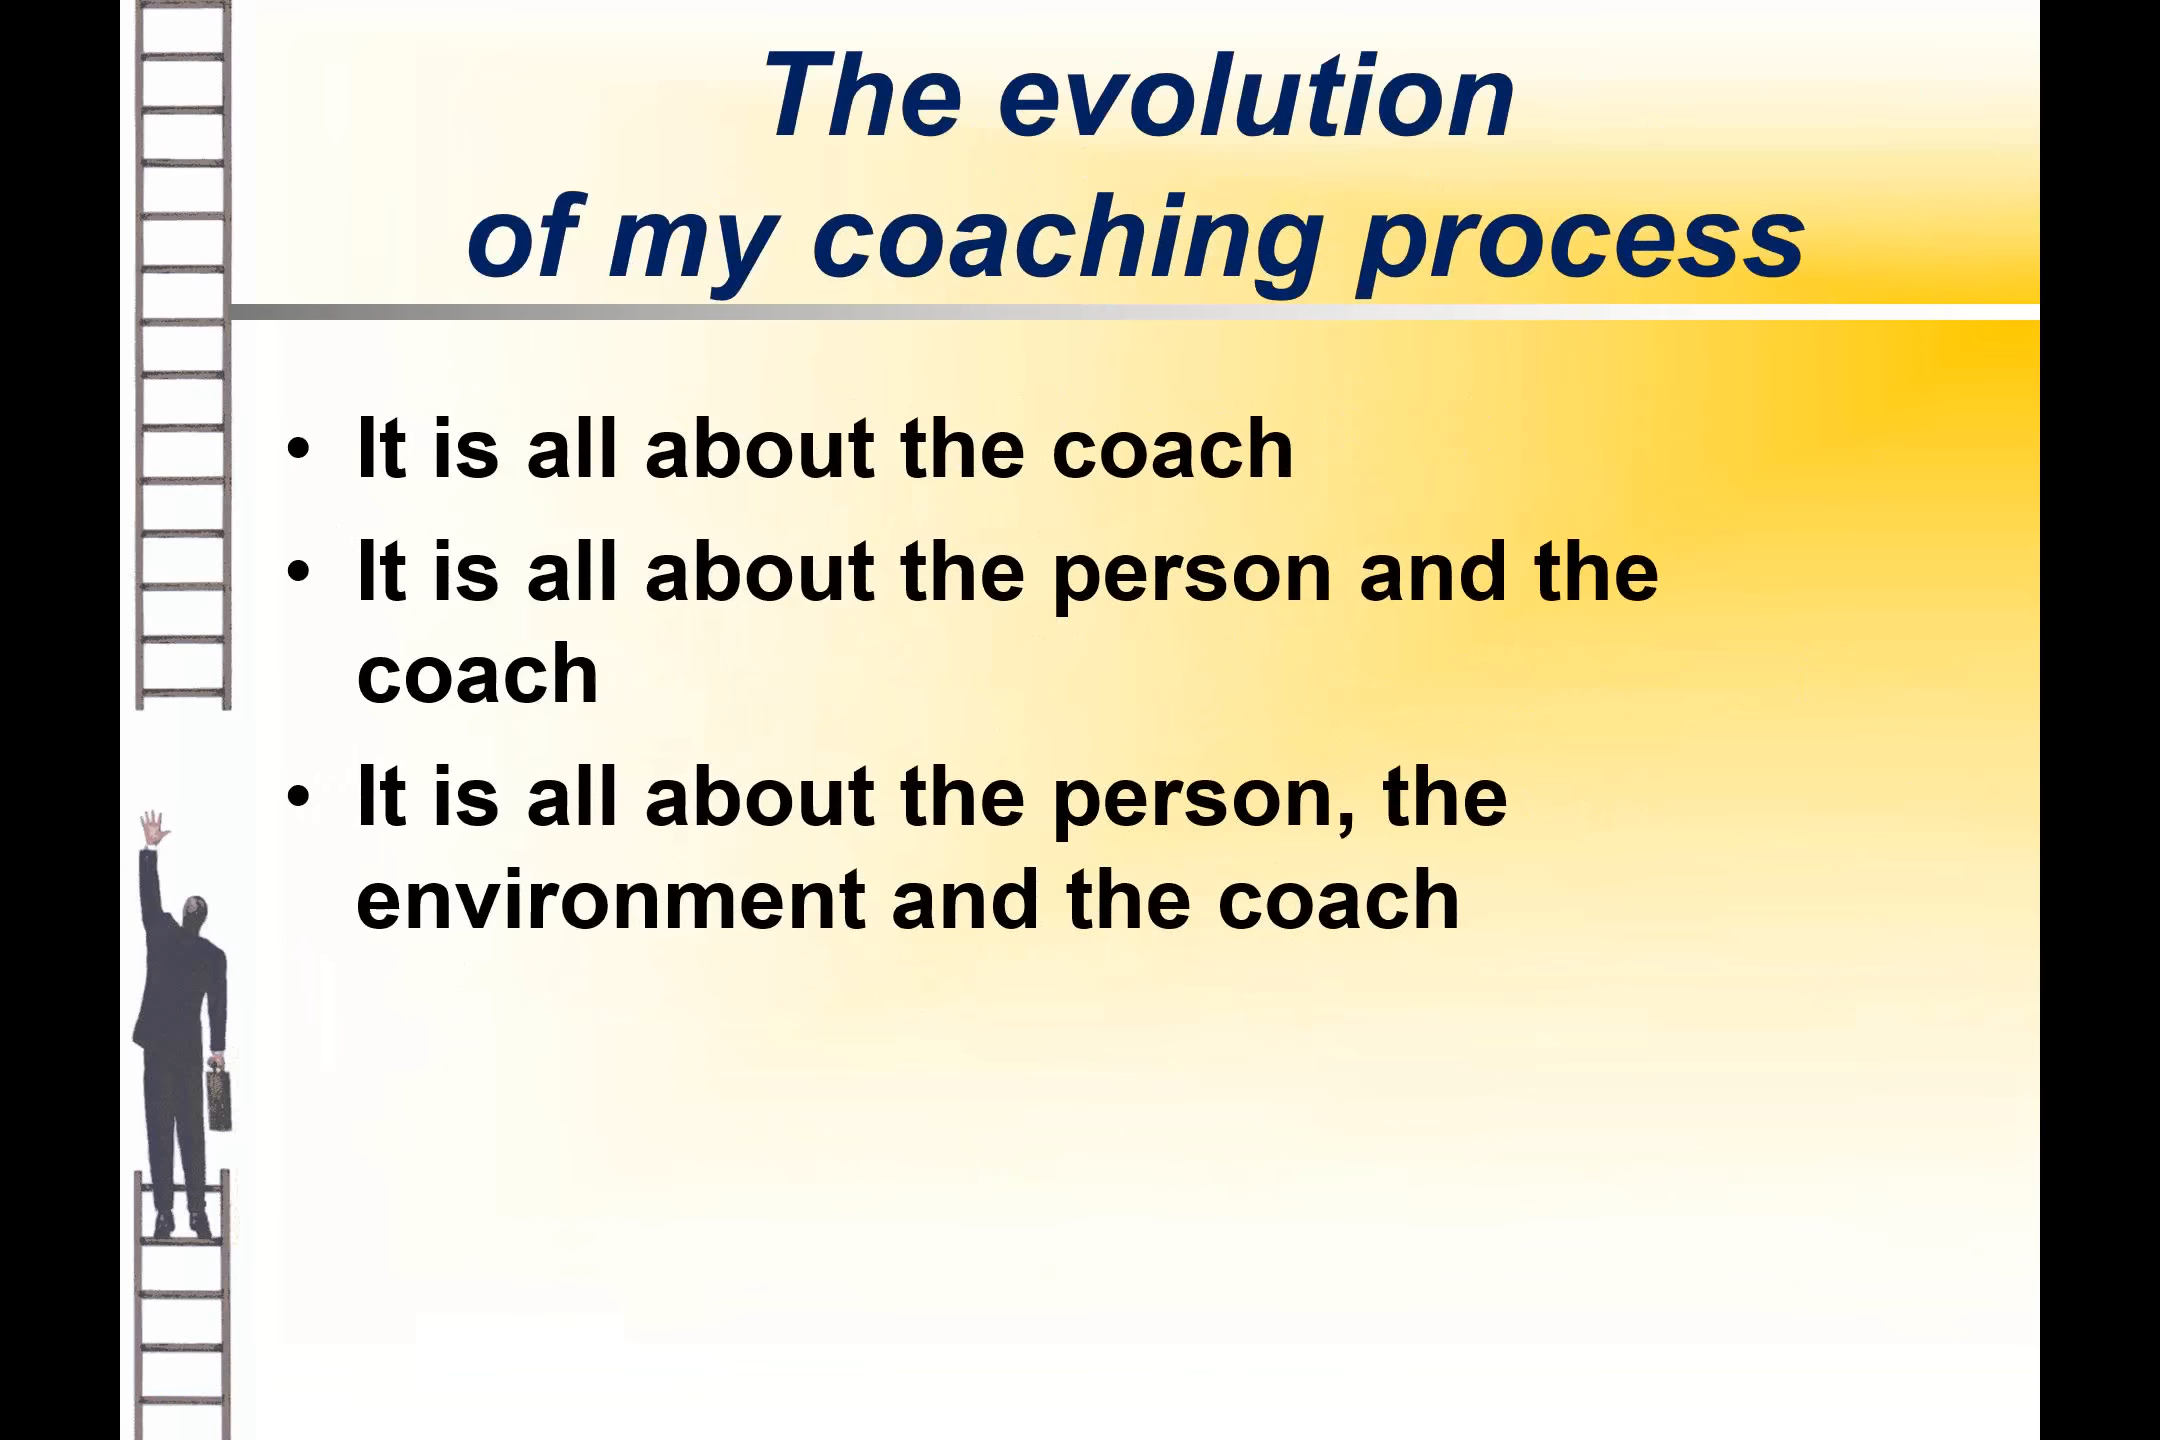 The evolution
of my coaching process
• It is all about the coach
• It is all about the person and the
coach
• It is all about the person, the
environment and the coach